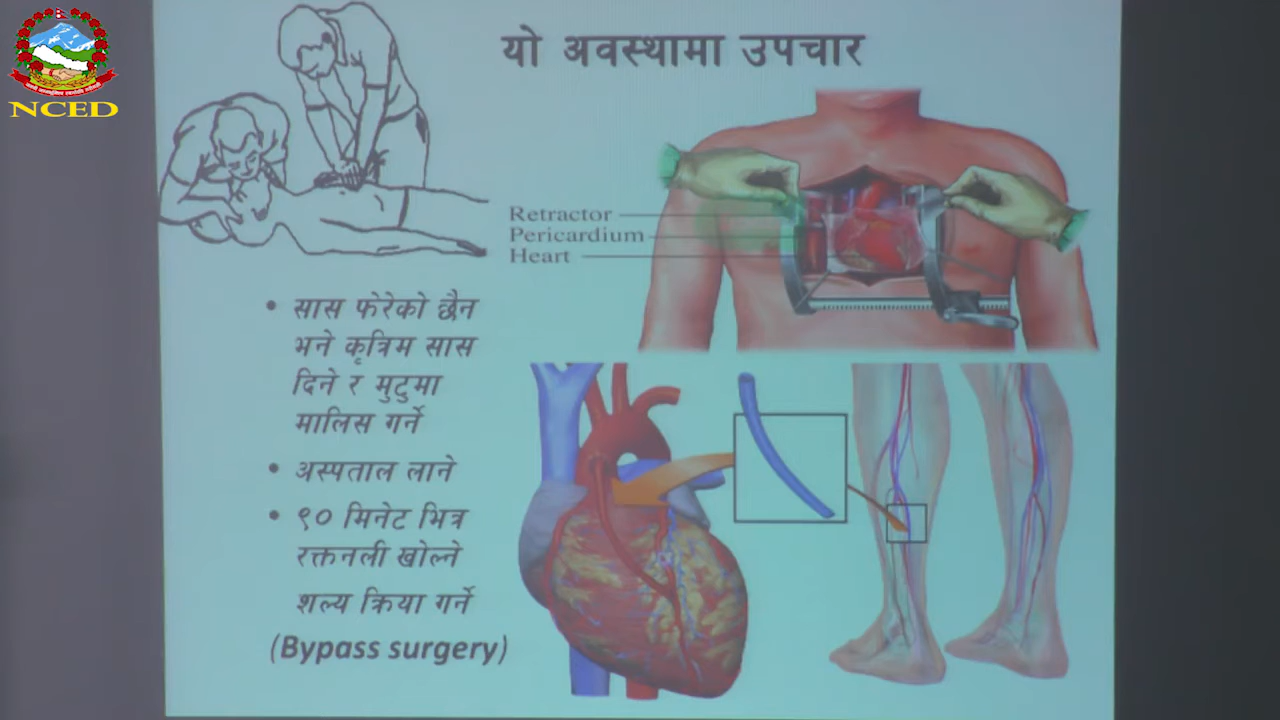 NCED
यो अवस्थामा उपचार
Retractor
Pericardium
Heart
• सास फेरेको छैन
भने कृत्रिम सास
दिने र मुटुमा
मालिस गर्ने
• अस्पताल लाने
• ९० मिनेट भित्र
रक्तनली खोल्ने
शल्य क्रिया गर्ने
(Bypass surgery)